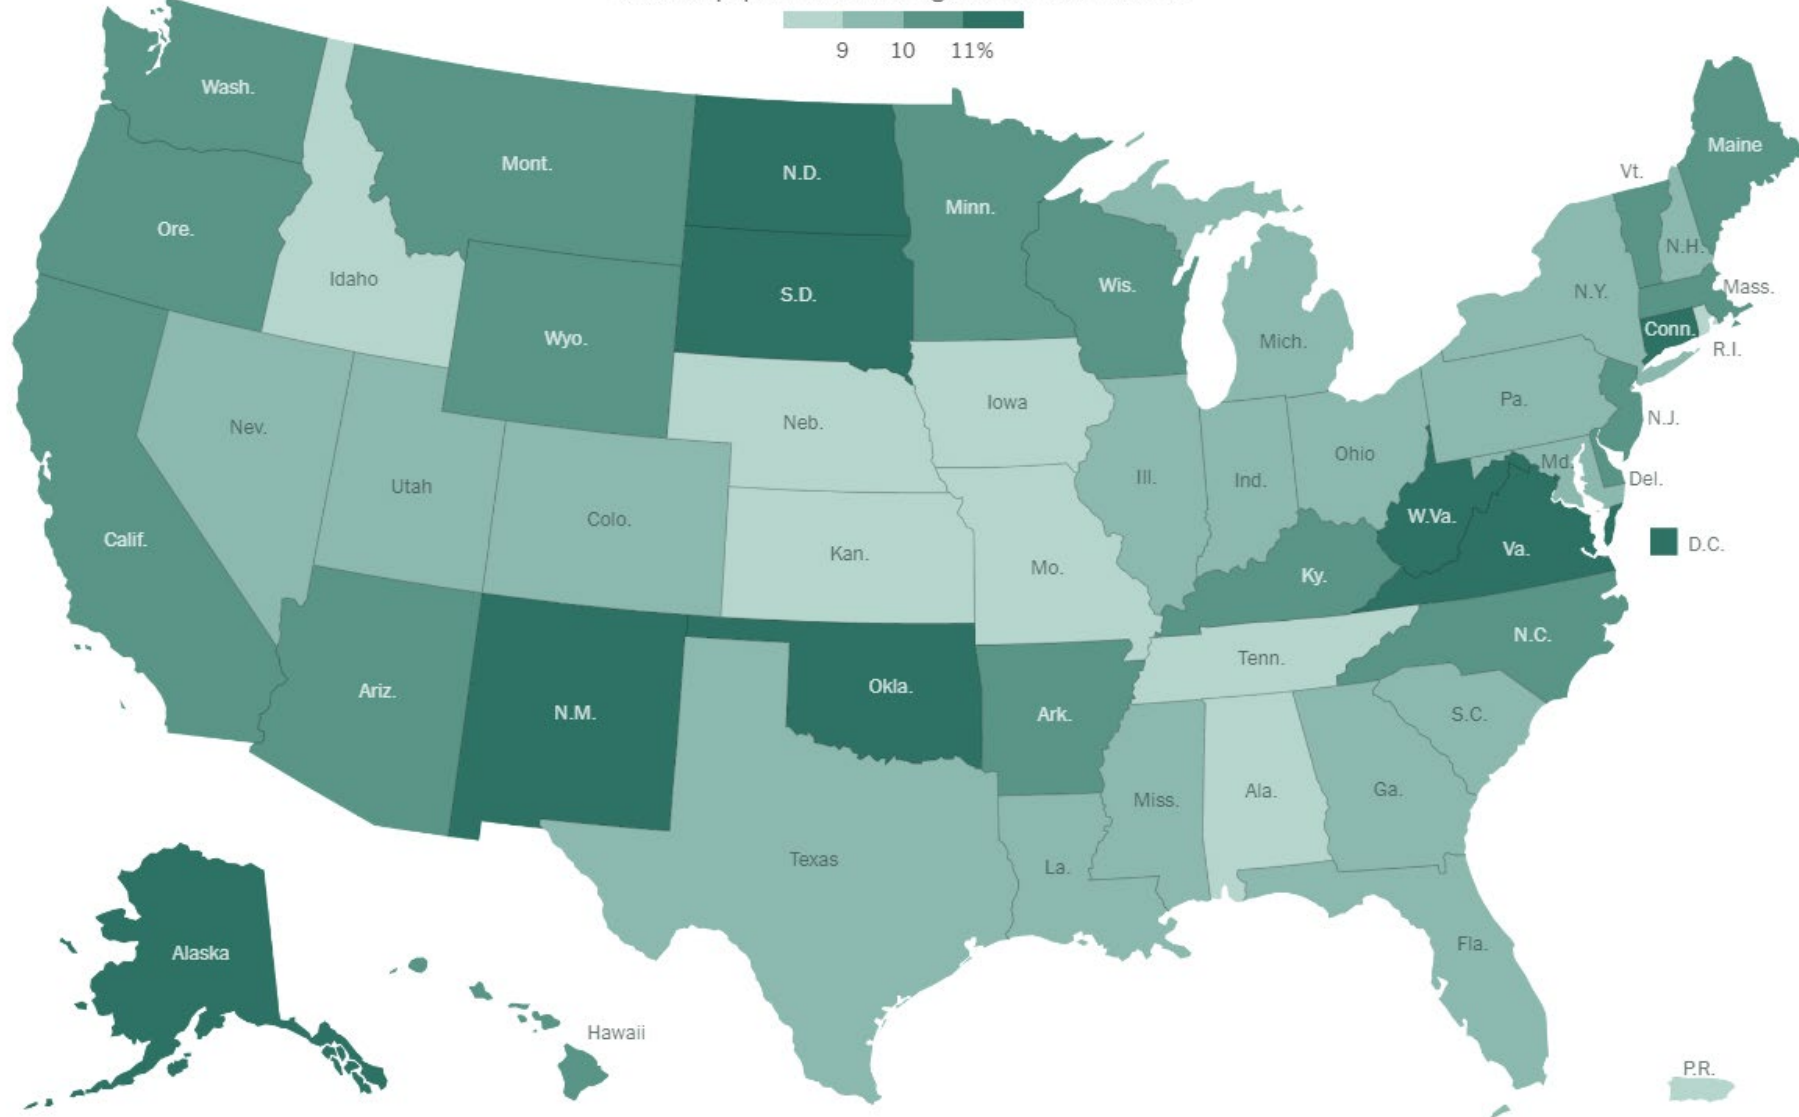 9 10 11%
Wash.
Mont.
N.D.
Minn.
Maine
Vt.
Ore.
Idaho
S.D.
Wis.
N.H.
Mass.
N.Y.
Wyo.
Mich.
Conn.
R.I.
Nev.
Neb.
Iowa
Pa.
N.J.
Utah
Colo.
Ill.
Ind.
Ohio
Md.
Del.
Calif.
Kan.
Mo.
Ky.
W.Va.
Va.
D.C.
Ariz.
N.M.
Okla.
Ark.
Tenn.
N.C.
S.C.
Texas
La.
Miss.
Ala.
Ga.
Fla.
Alaska
Hawaii
P.R.